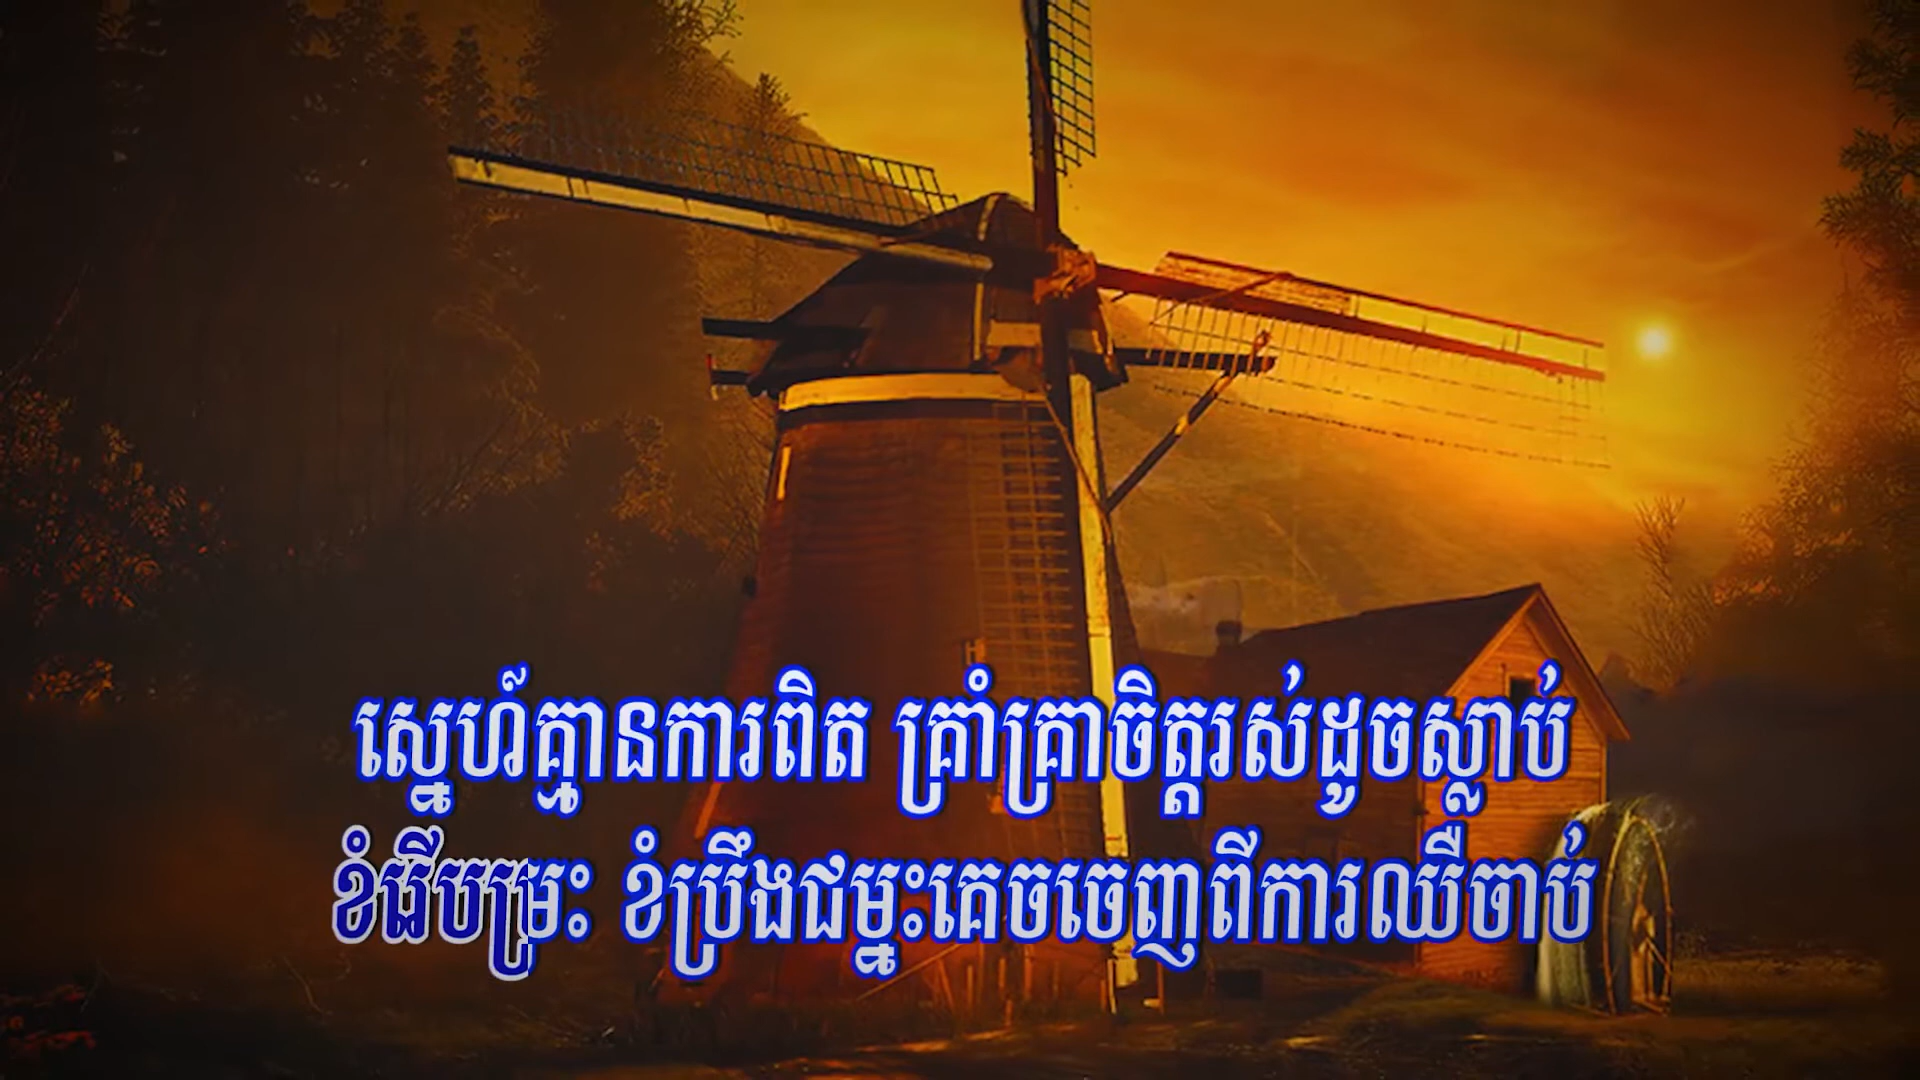 ស្នេហ៍គ្មានការពិត គ្រាំគ្រាចិត្តរស់ដូចស្លាប់
ខំងើបម្រះ ខំប្រឹងជម្នះគេចចេញពីការឈឺចាប់